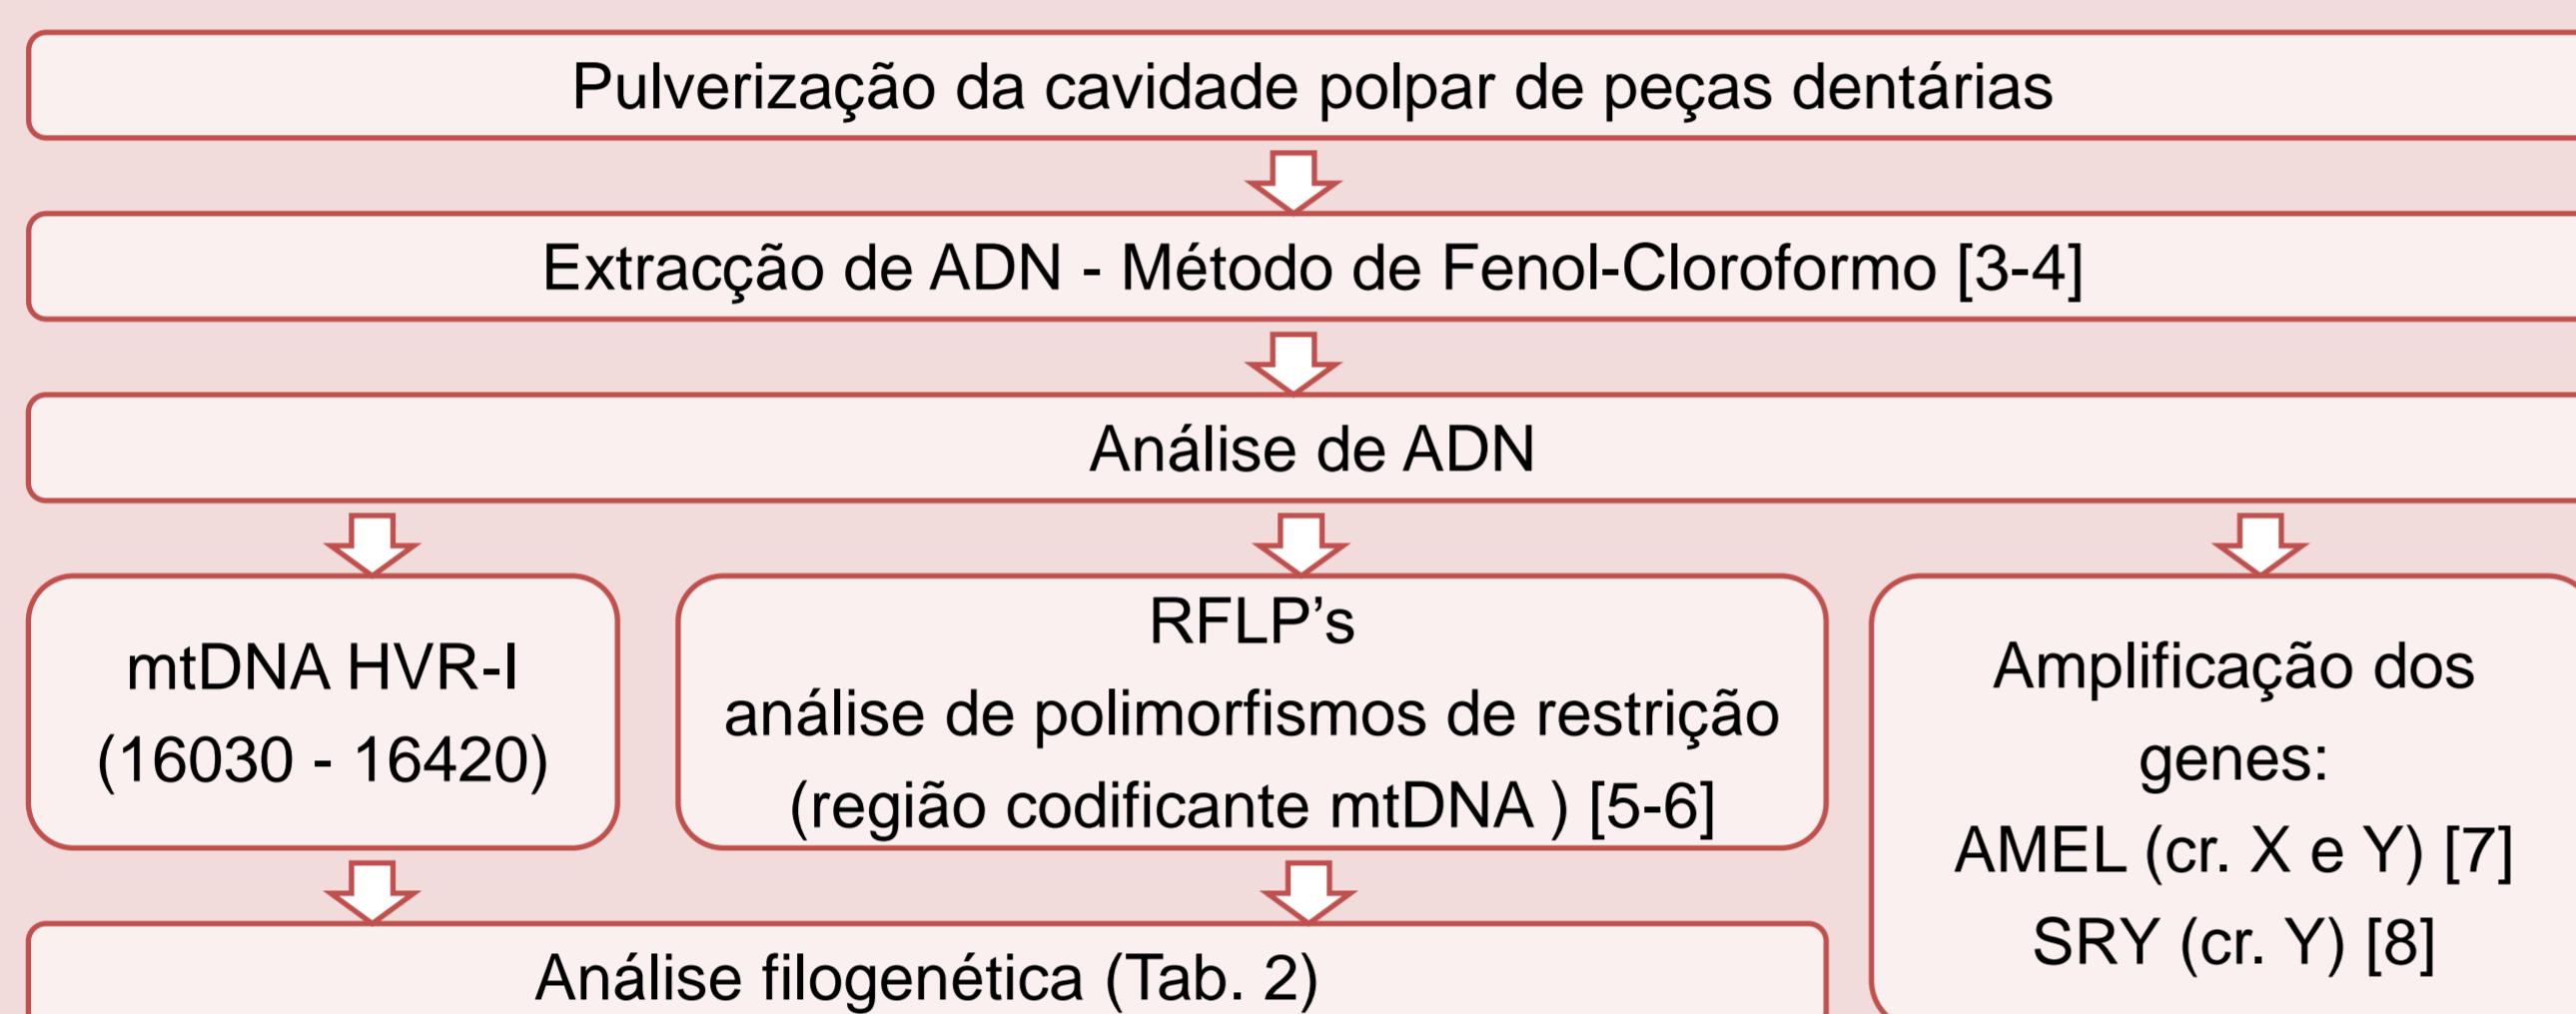 Pulverização da cavidade polpar de peças dentárias
Extracção de ADN - Método de Fenol-Cloroformo [3-4]
Análise de ADN
mtDNA HVR-I
(16030 - 16420)
RFLP’s
análise de polimorfismos de restrição
(região codificante mtDNA ) [5-6]
Amplificação dos
genes:
AMEL (cr. X e Y) [7]
SRY (cr. Y) [8]
Análise filogenética (Tab. 2)